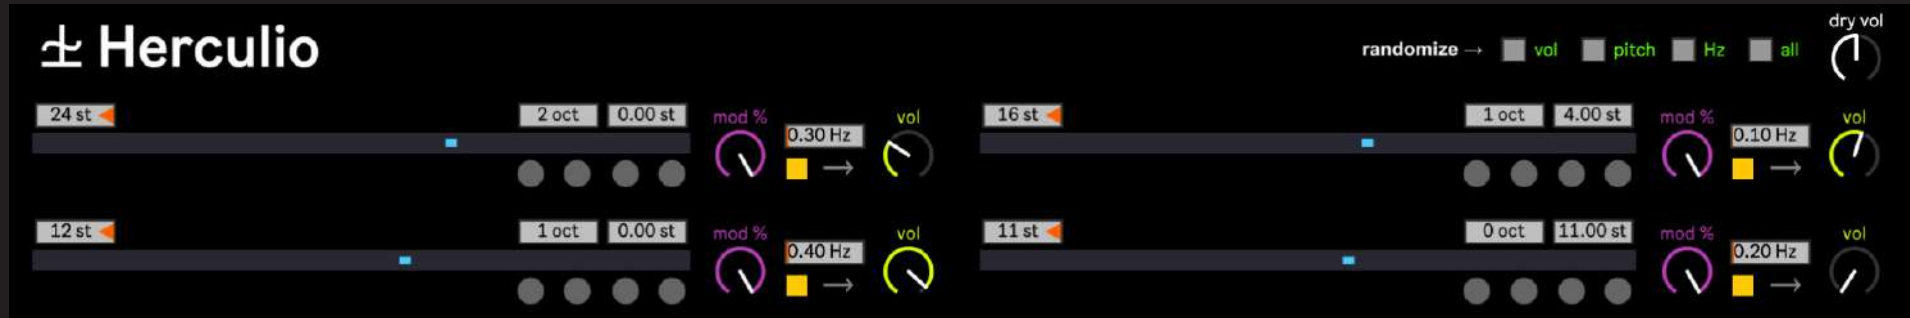 Herculio
randomize → vol pitch Hz all
dry vol
24 st 2 oct 0.00 st mod % 0.30 Hz vol
16 st 1 oct 4.00 st mod % 0.10 Hz vol
12 st 1 oct 0.00 st mod % 0.40 Hz vol
11 st 0 oct 11.00 st mod % 0.20 Hz vol